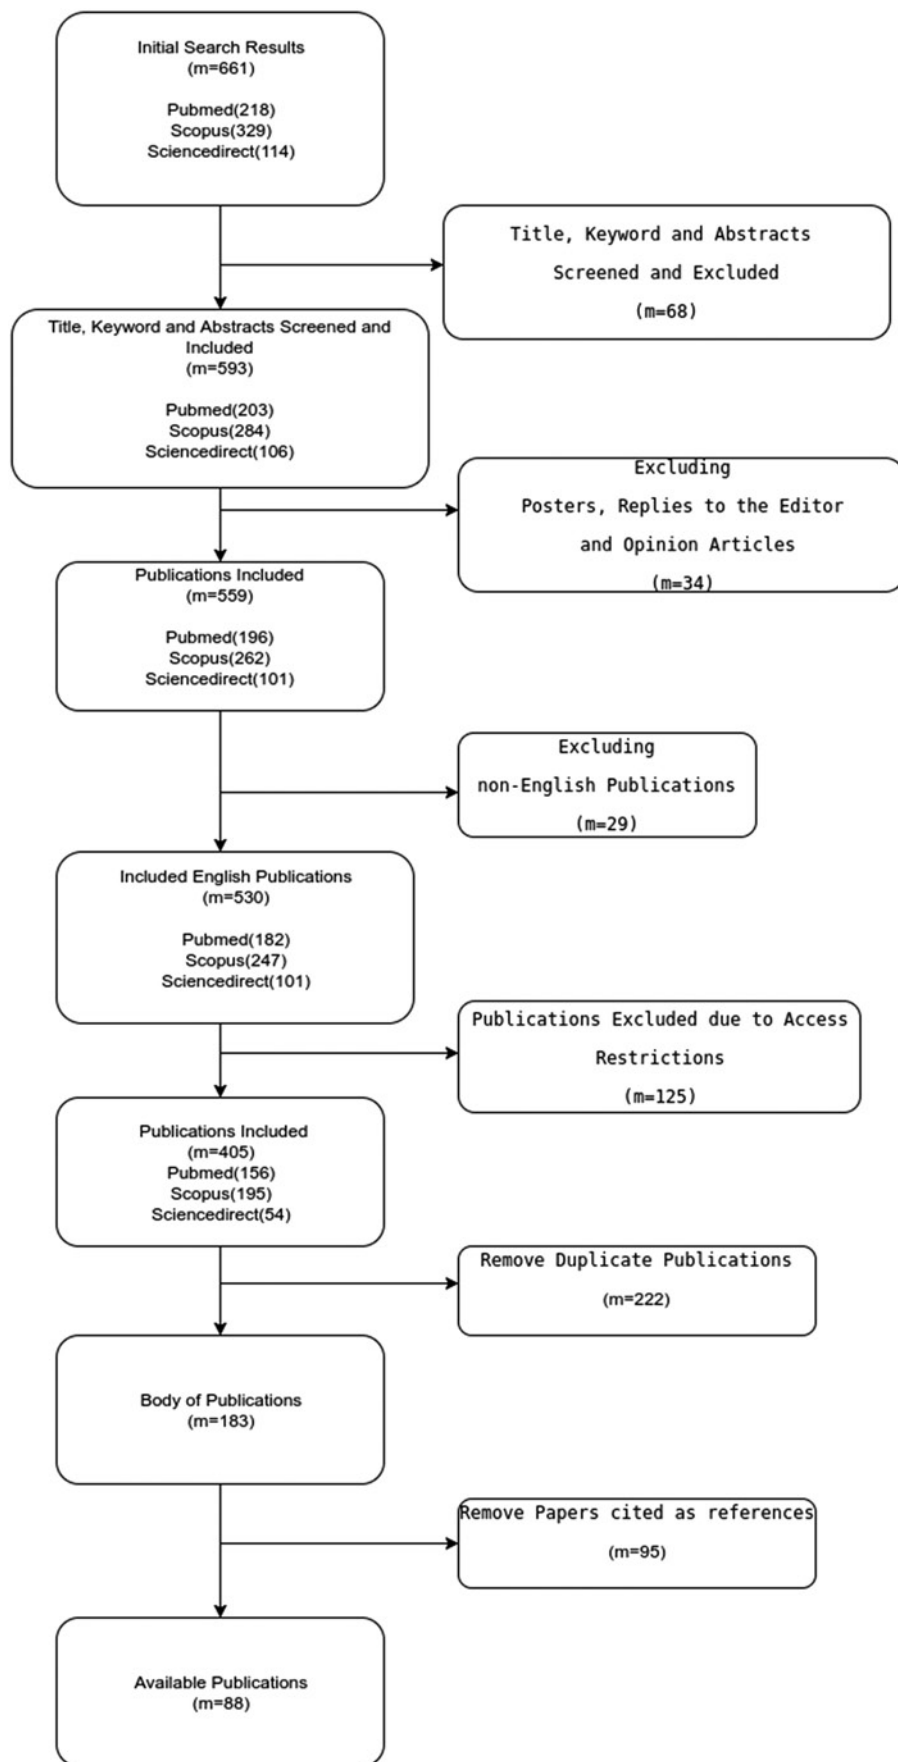 Initial Search Results
(m=661)
Pubmed(218)
Scopus(329)
Sciencedirect(114)
Title, Keyword and Abstracts
Screened and Excluded
(m=68)
Title, Keyword and Abstracts Screened and
Included
(m=593)
Pubmed(203)
Scopus(284)
Sciencedirect(106)
Excluding
Posters, Replies to the Editor
and Opinion Articles
(m=34)
Publications Included
(m=559)
Pubmed(196)
Scopus(262)
Sciencedirect(101)
Excluding
non-English Publications
(m=29)
Included English Publications
(m=530)
Pubmed(182)
Scopus(247)
Sciencedirect(101)
Publications Excluded due to Access
Restrictions
(m=125)
Publications Included
(m=405)
Pubmed(156)
Scopus(195)
Sciencedirect(54)
Remove Duplicate Publications
(m=222)
Body of Publications
(m=183)
Remove Papers cited as references
(m=95)
Available Publications
(m=88)